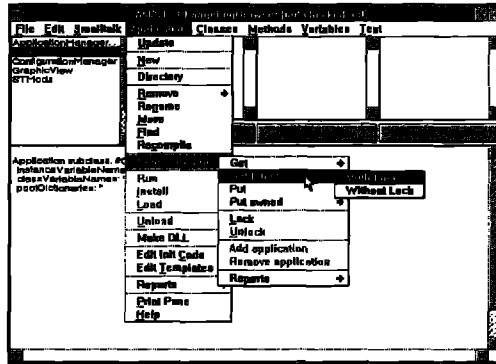 File Edit Smalltalk Classes Methods Variables Text
ApplicationManager...
ConfigurationManager
GraphicView
STMods
Update
New
Directory
Remove
Rename
Move
Find
Recompile
Run
Install
Load
Unload
Make DLL
Edit Init Code
Edit Templates
Reports
Print Pane
Help
Get
Put
Put owned
Lock
Unlock
Add application
Remove application
Reports
Without Lock
Application subclass:
instanceVariableName
classVariableNames: '
poolDictionaries: '